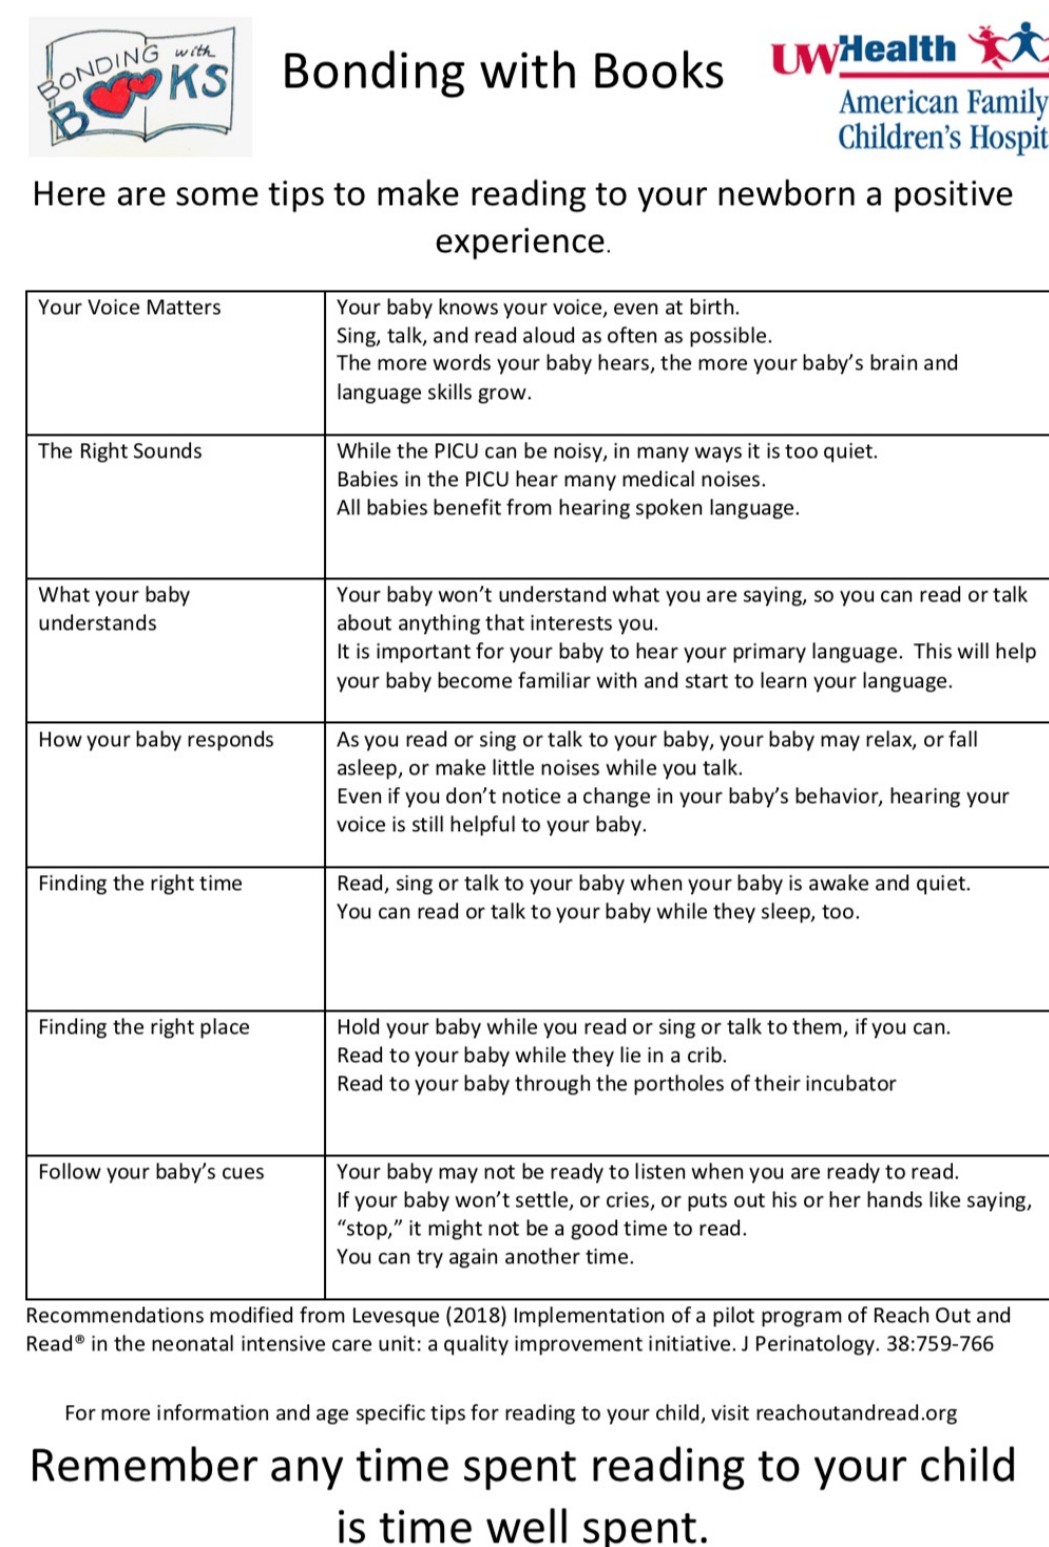 BONDING with
BOOKS
Bonding with Books
UWHealth
American Family
Children's Hospit
Here are some tips to make reading to your newborn a positive
experience.
Your Voice Matters
Your baby knows your voice, even at birth.
Sing, talk, and read aloud as often as possible.
The more words your baby hears, the more your baby’s brain and
language skills grow.
The Right Sounds
While the PICU can be noisy, in many ways it is too quiet.
Babies in the PICU hear many medical noises.
All babies benefit from hearing spoken language.
What your baby
understands
Your baby won’t understand what you are saying, so you can read or talk
about anything that interests you.
It is important for your baby to hear your primary language.  This will help
your baby become familiar with and start to learn your language.
How your baby responds
As you read or sing or talk to your baby, your baby may relax, or fall
asleep, or make little noises while you talk.
Even if you don’t notice a change in your baby’s behavior, hearing your
voice is still helpful to your baby.
Finding the right time
Read, sing or talk to your baby when your baby is awake and quiet.
You can read or talk to your baby while they sleep, too.
Finding the right place
Hold your baby while you read or sing or talk to them, if you can.
Read to your baby while they lie in a crib.
Read to your baby through the portholes of their incubator
Follow your baby’s cues
Your baby may not be ready to listen when you are ready to read.
If your baby won’t settle, or cries, or puts out his or her hands like saying,
“stop,” it might not be a good time to read.
You can try again another time.
Recommendations modified from Levesque (2018) Implementation of a pilot program of Reach Out and
Read® in the neonatal intensive care unit: a quality improvement initiative. J Perinatology. 38:759-766
For more information and age specific tips for reading to your child, visit reachoutandread.org
Remember any time spent reading to your child
is time well spent.